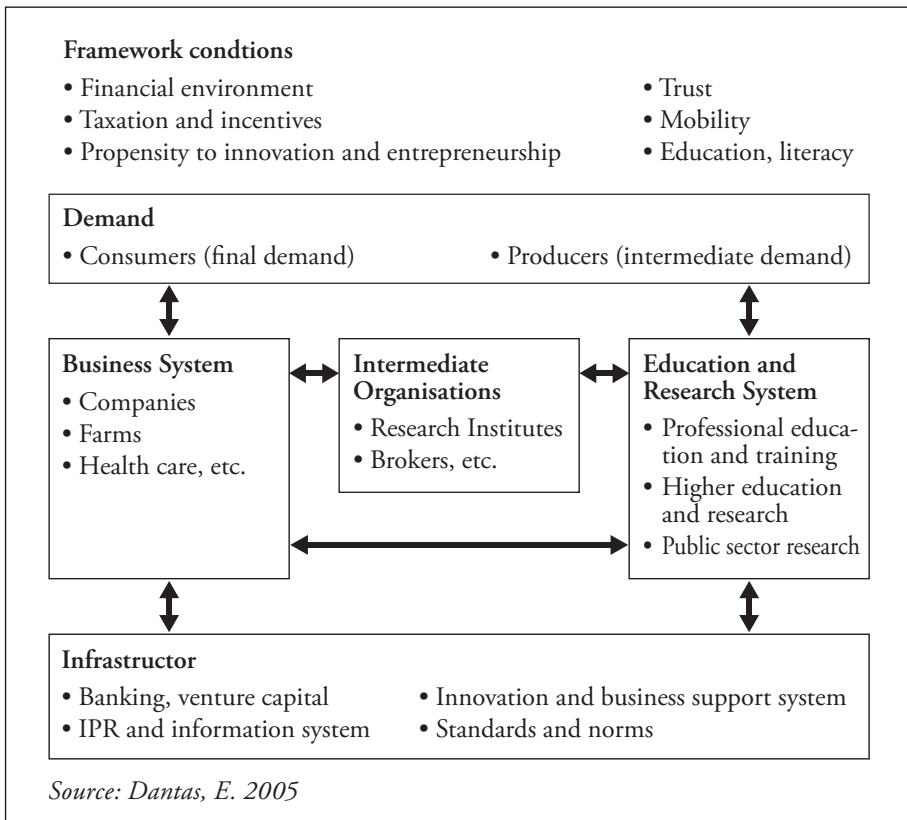 Framework condtions
• Financial environment
• Taxation and incentives
• Propensity to innovation and entrepreneurship
• Trust
• Mobility
• Education, literacy
Demand
• Consumers (final demand)
• Producers (intermediate demand)
Business System
• Companies
• Farms
• Health care, etc.
Intermediate
Organisations
• Research Institutes
• Brokers, etc.
Education and
Research System
• Professional educa-
tion and training
• Higher education
and research
• Public sector research
Infrastructor
• Banking, venture capital
• IPR and information system
• Innovation and business support system
• Standards and norms
Source: Dantas, E. 2005